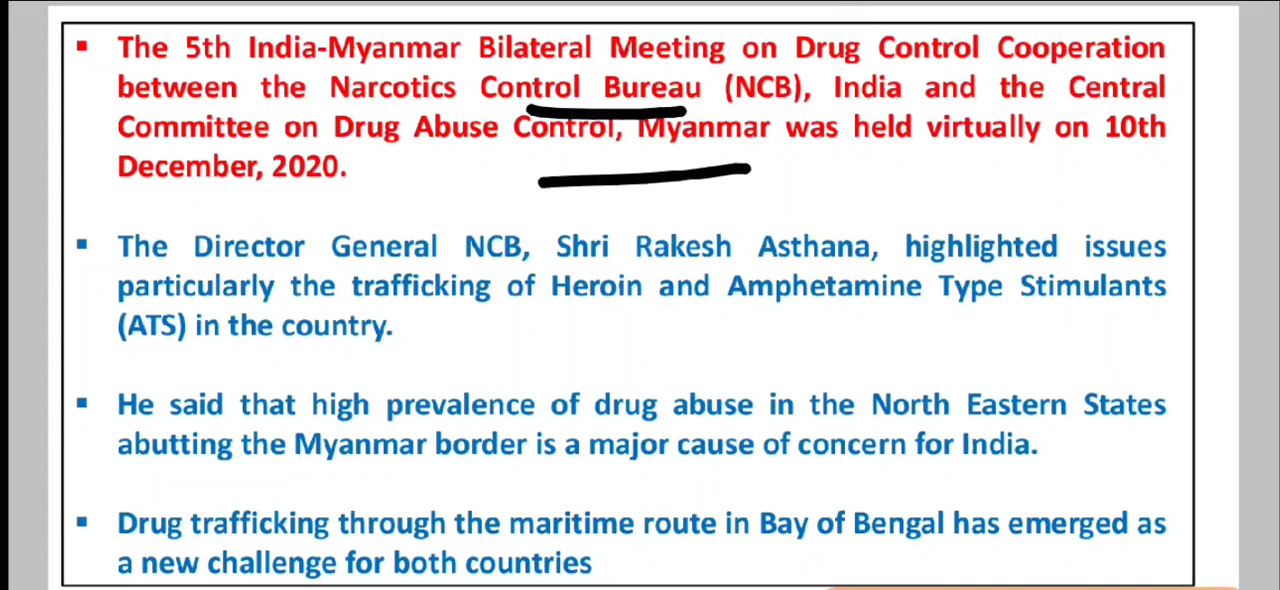 ▪ The 5th India-Myanmar Bilateral Meeting on Drug Control Cooperation
between the Narcotics Control Bureau (NCB), India and the Central
Committee on Drug Abuse Control, Myanmar was held virtually on 10th
December, 2020.
▪ The Director General NCB, Shri Rakesh Asthana, highlighted issues
particularly the trafficking of Heroin and Amphetamine Type Stimulants
(ATS) in the country.
▪ He said that high prevalence of drug abuse in the North Eastern States
abutting the Myanmar border is a major cause of concern for India.
▪ Drug trafficking through the maritime route in Bay of Bengal has emerged as
a new challenge for both countries